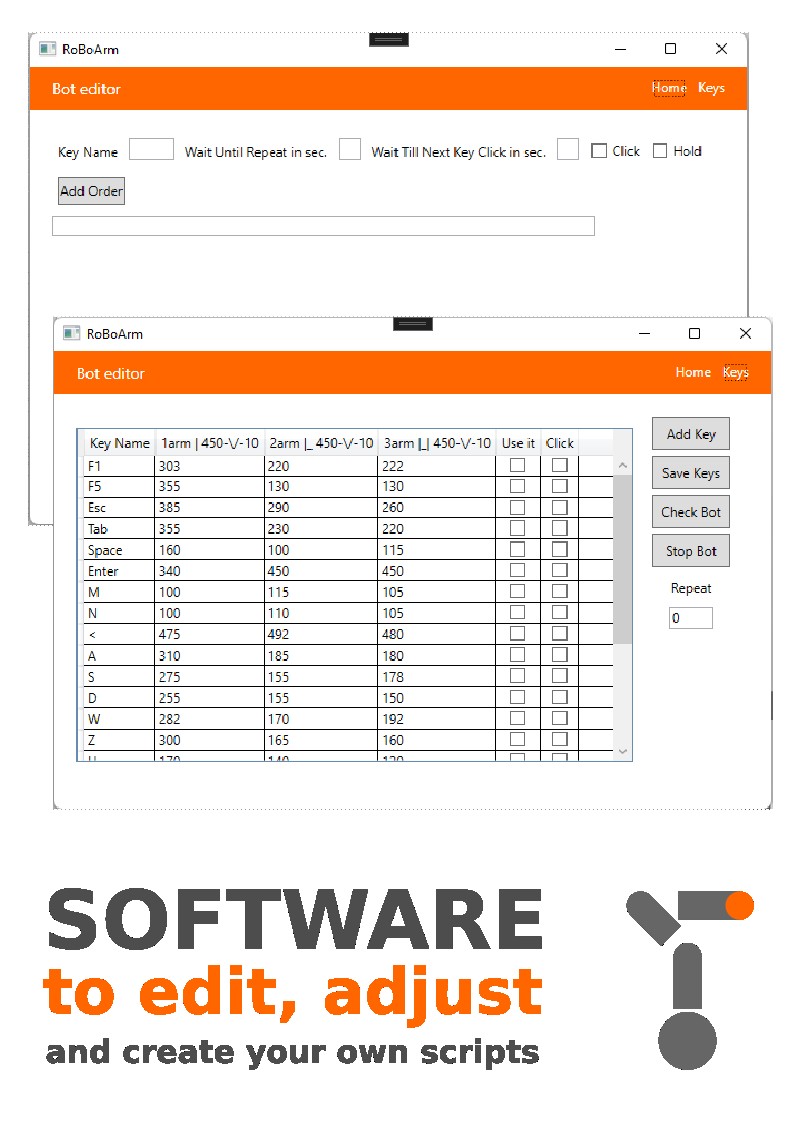 RoBoArm
Bot editor Home Keys
Key Name Wait Until Repeat in sec. Wait Till Next Key Click in sec. Click Hold
Add Order
RoBoArm
Bot editor Home Keys
Key Name 1arm | 450-\/-10 2arm |_ 450-\/-10 3arm |_| 450-\/-10 Use it Click
F1 303 220 222
F5 355 130 130
Esc 385 290 260
Tab 355 230 220
Space 160 100 115
Enter 340 450 450
M 100 115 105
N 100 110 105
< 475 492 480
A 310 185 180
S 275 155 178
D 255 155 150
W 282 170 192
Z 300 165 160
Add Key
Save Keys
Check Bot
Stop Bot
Repeat
0
SOFTWARE
to edit, adjust
and create your own scripts